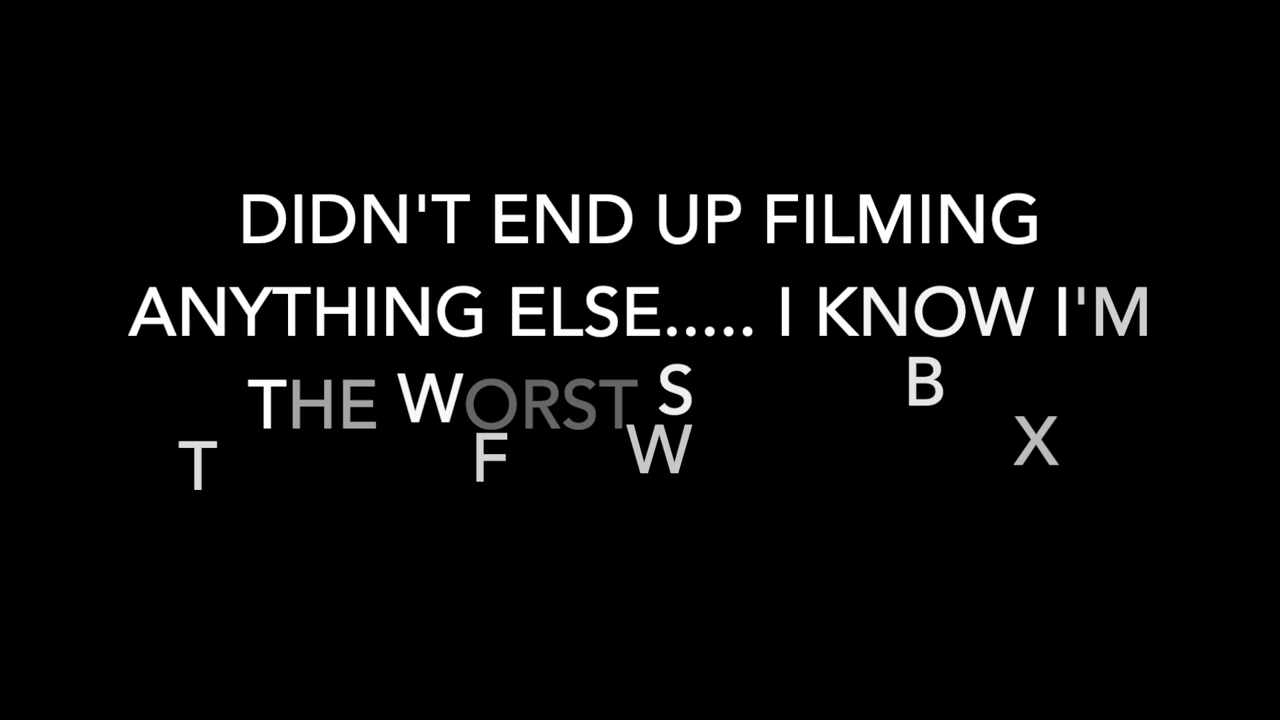 DIDN'T END UP FILMING
ANYTHING ELSE..... I KNOW I'M
THE WORST S B
T F W X